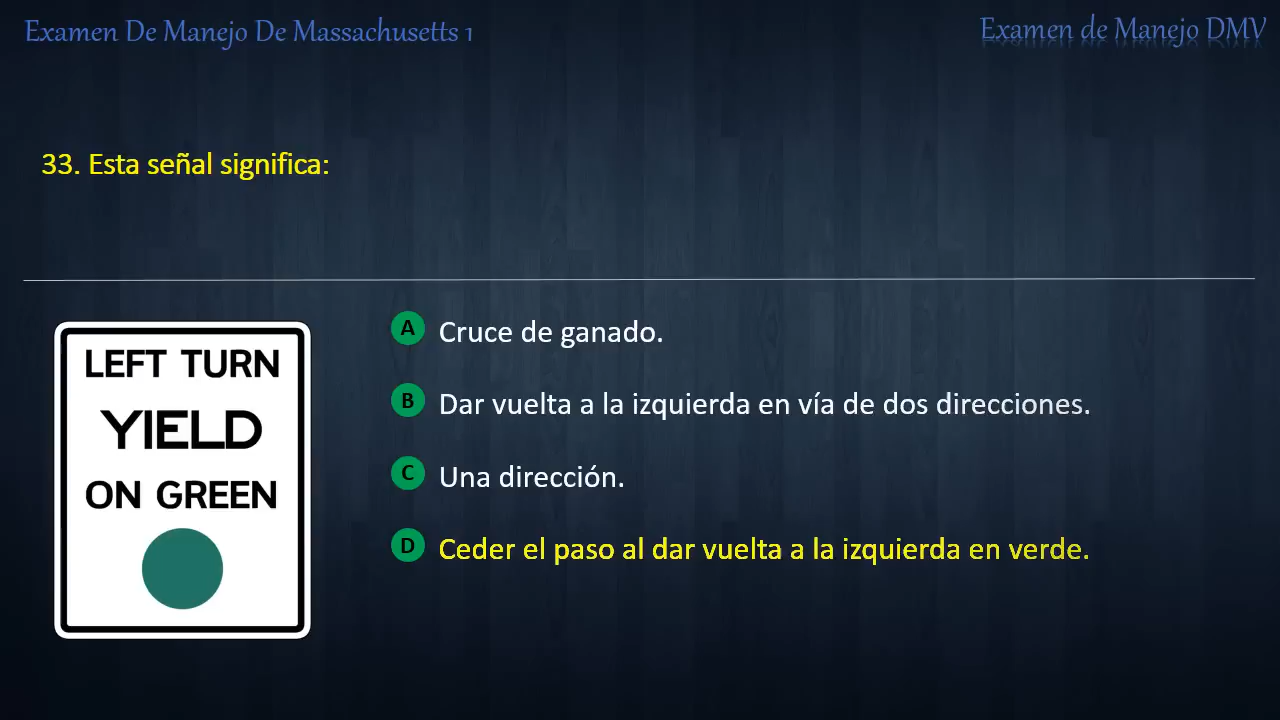 Examen De Manejo De Massachusetts 1
Examen de Manejo DMV
33. Esta señal significa:
LEFT TURN
YIELD
ON GREEN
A Cruce de ganado.
B Dar vuelta a la izquierda en vía de dos direcciones.
C Una dirección.
D Ceder el paso al dar vuelta a la izquierda en verde.